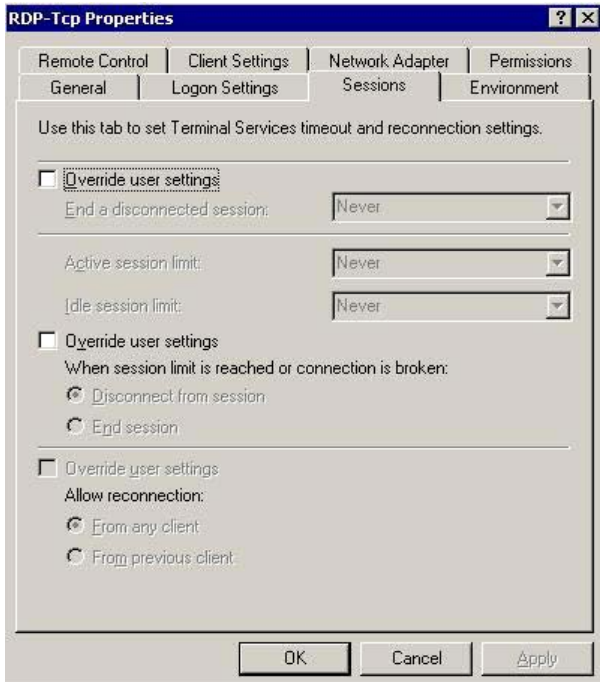 RDP-Tcp Properties
Remote Control Client Settings Network Adapter Permissions
General Logon Settings Sessions Environment
Use this tab to set Terminal Services timeout and reconnection settings.
Override user settings
End a disconnected session: Never
Active session limit: Never
Idle session limit: Never
Override user settings
When session limit is reached or connection is broken:
Disconnect from session
End session
Override user settings
Allow reconnection:
From any client
From previous client
OK Cancel Apply